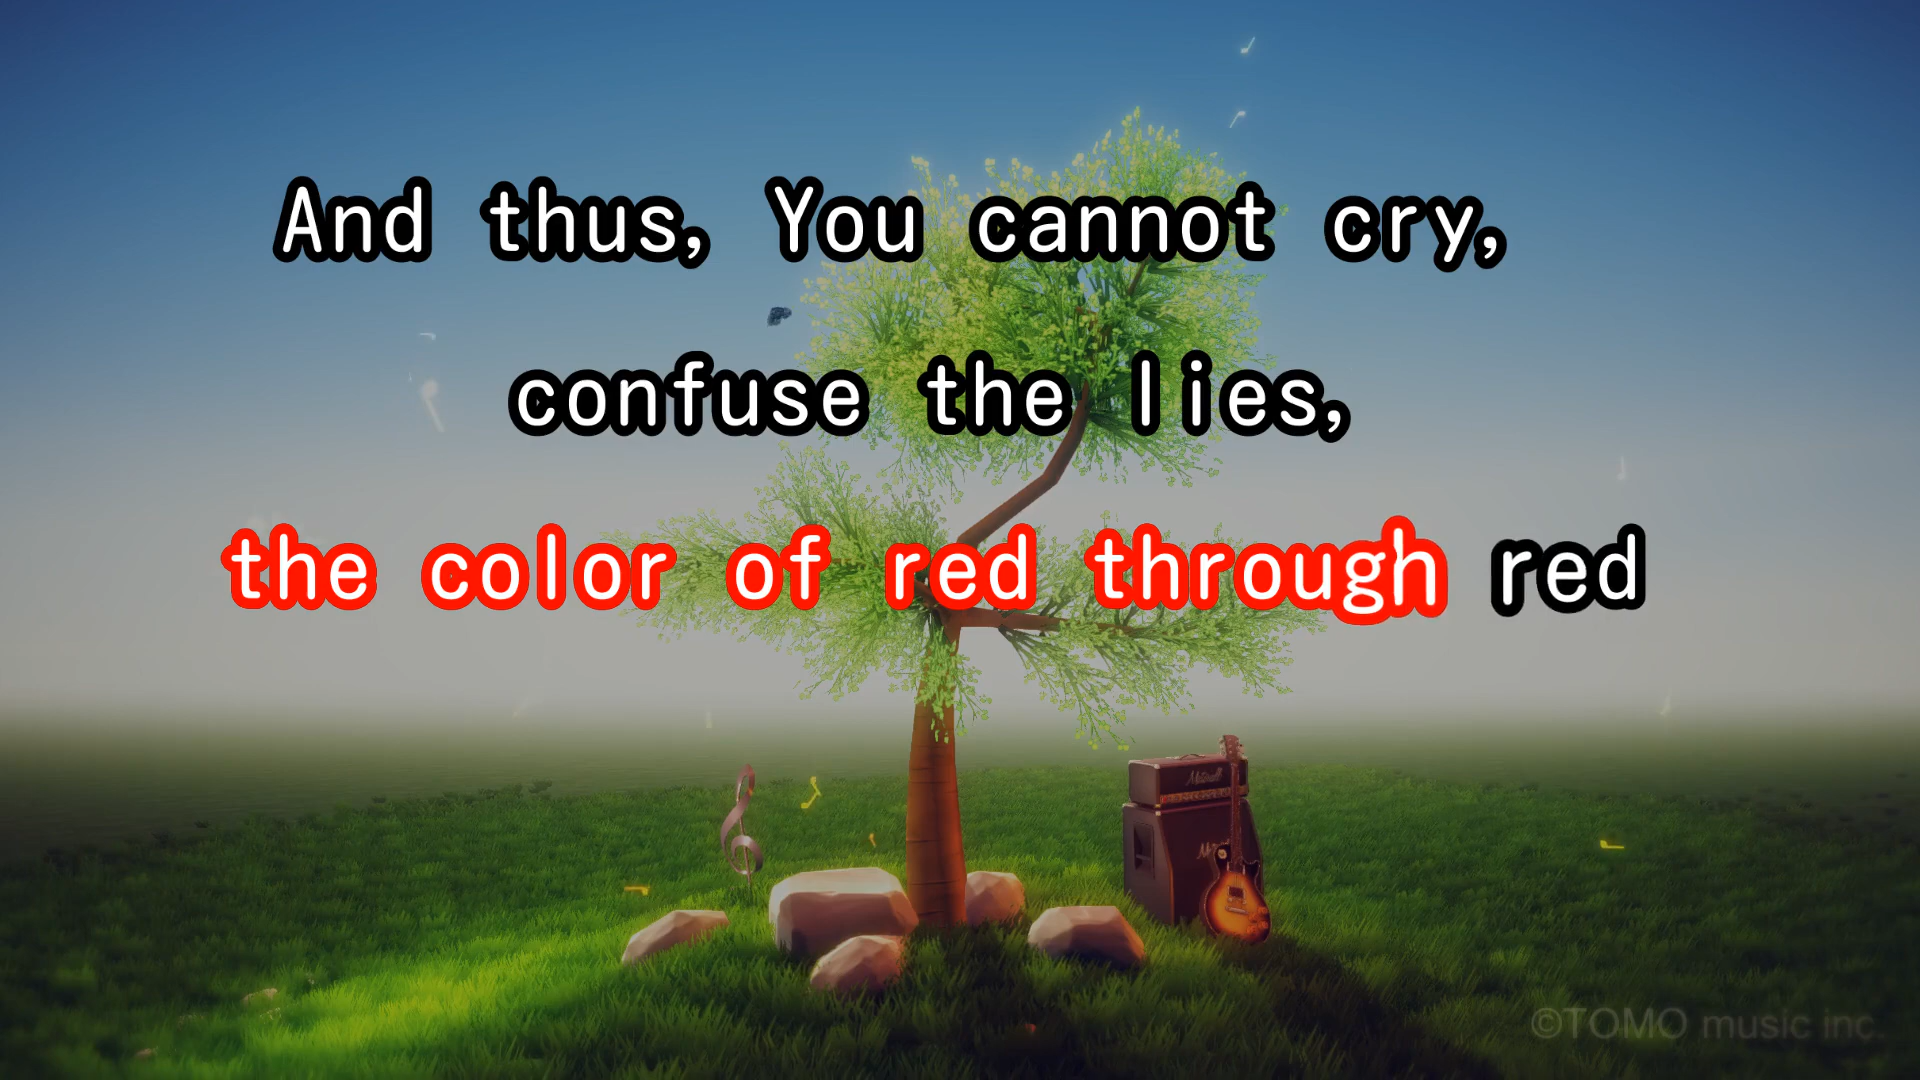 And thus, You cannot cry,
confuse the lies,
the color of red through red
©TOMO music inc.